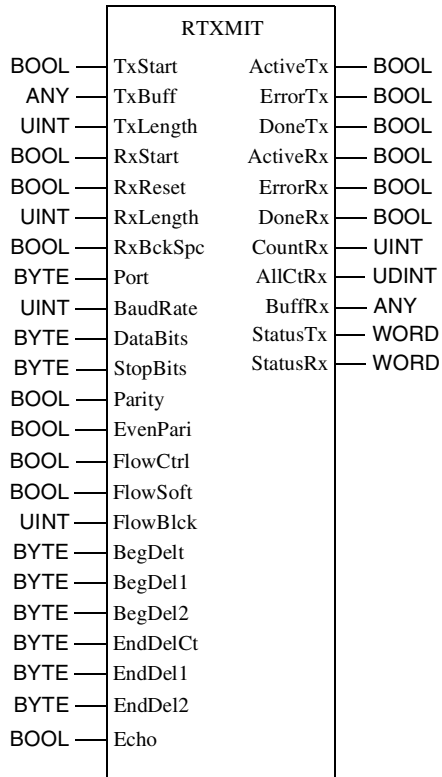 RTXMIT
BOOL TxStart ActiveTx BOOL
ANY TxBuff ErrorTx BOOL
UINT TxLength DoneTx BOOL
BOOL RxStart ActiveRx BOOL
BOOL RxReset ErrorRx BOOL
UINT RxLength DoneRx BOOL
BOOL RxBckSpc CountRx UINT
BYTE Port AllCtRx UDINT
UINT BaudRate BuffRx ANY
BYTE DataBits StatusTx WORD
BYTE StopBits StatusRx WORD
BOOL Parity
BOOL EvenPari
BOOL FlowCtrl
BOOL FlowSoft
UINT FlowBlck
BYTE BegDelt
BYTE BegDel1
BYTE BegDel2
BYTE EndDelCt
BYTE EndDel1
BYTE EndDel2
BOOL Echo